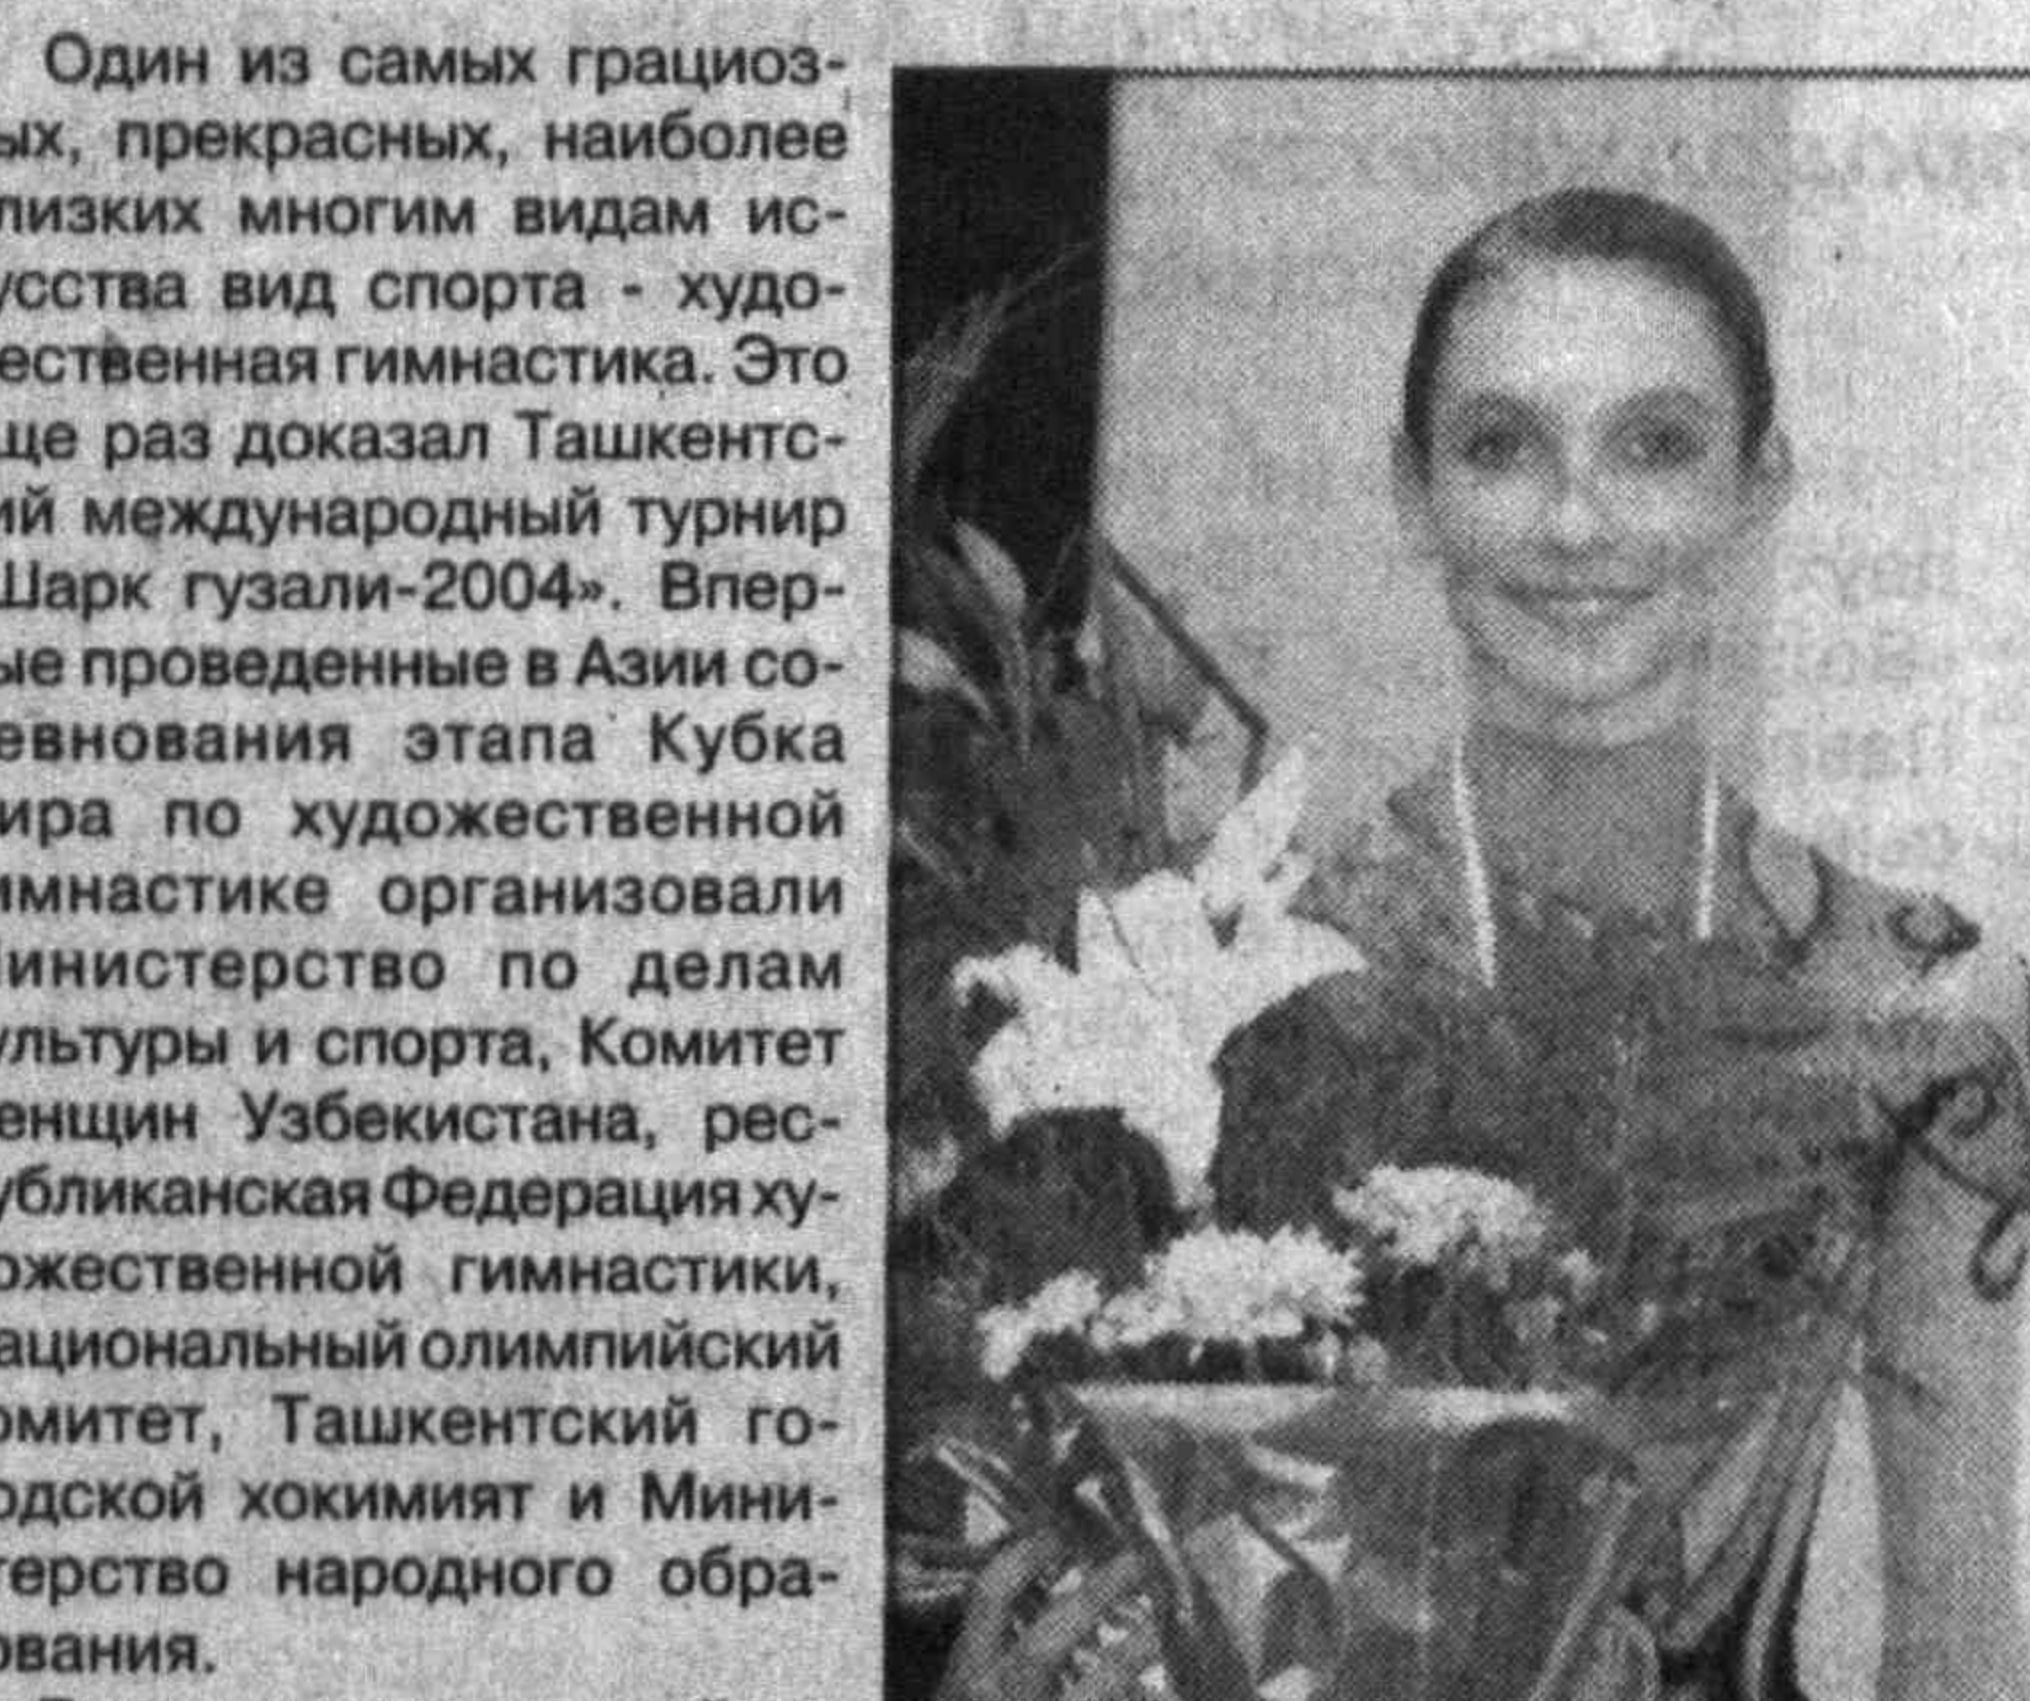 Один из самых грациоз-
ых, прекрасных, наиболее
лизких многим видам ис-
усства вид спорта - худо-
ественная гимнастика. Это
ще раз доказал Ташкентс-
ий международный турнир
Шарк гузали-2004». Впер-
ые проведенные в Азии со-
евнования этапа Кубка
ира по художественной
имнастике организовали
инистерство по делам
ультуры и спорта, Комитет
енщин Узбекистана, рес-
убликанская Федерация ху-
ожественной гимнастики,
ациональный олимпийский
омитет, Ташкентский го-
одской хокимият и Мини-
терство народного обра-
ования.